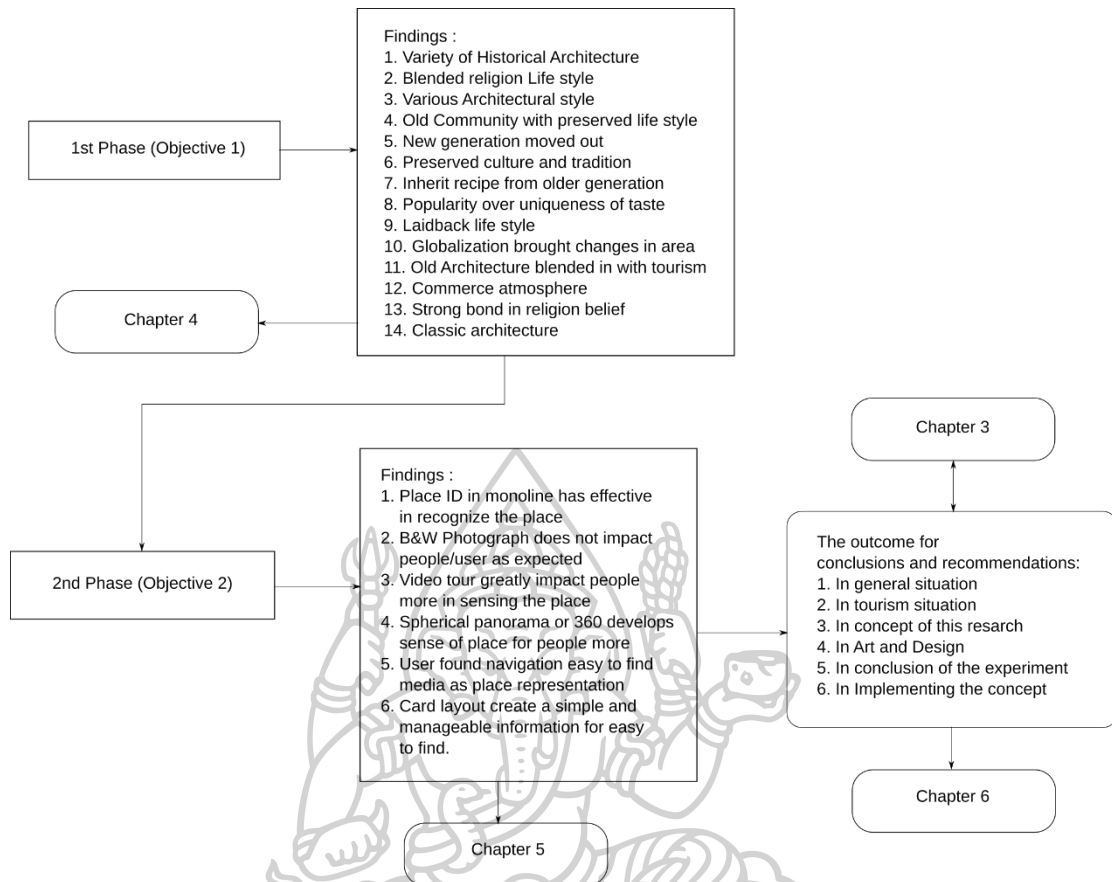 Findings :
1. Variety of Historical Architecture
2. Blended religion Life style
3. Various Architectural style
4. Old Community with preserved life style
5. New generation moved out
6. Preserved culture and tradition
7. Inherit recipe from older generation
8. Popularity over uniqueness of taste
9. Laidback life style
10. Globalization brought changes in area
11. Old Architecture blended in with tourism
12. Commerce atmosphere
13. Strong bond in religion belief
14. Classic architecture
1st Phase (Objective 1)
Chapter 4
Findings :
1. Place ID in monoline has effective
in recognize the place
2. B&W Photograph does not impact
people/user as expected
3. Video tour greatly impact people
more in sensing the place
4. Spherical panorama or 360 develops
sense of place for people more
5. User found navigation easy to find
media as place representation
6. Card layout create a simple and
manageable information for easy
to find.
2nd Phase (Objective 2)
Chapter 5
Chapter 3
The outcome for
conclusions and recommendations:
1. In general situation
2. In tourism situation
3. In concept of this resarch
4. In Art and Design
5. In conclusion of the experiment
6. In Implementing the concept
Chapter 6